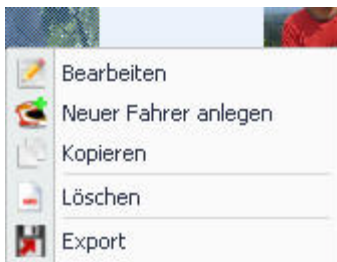 Bearbeiten
Neuer Fahrer anlegen
Kopieren
Löschen
Export